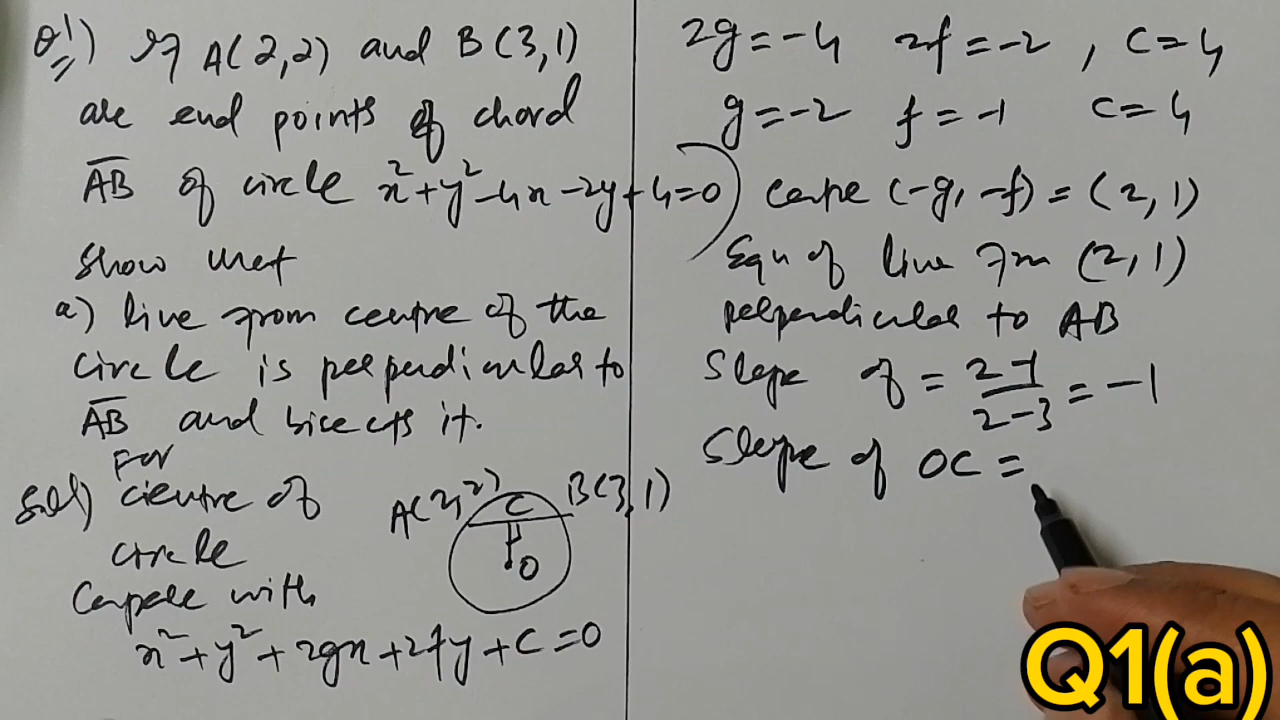 Q1) If A(2,2) and B(3,1)
are end points of chord
AB of circle x²+y²-4x-2y+4=0
Show that
a) line from centre of the
circle is perpendicular to
AB and bisects it.
For
Sol) cientre of
circle
Compare with
x²+y²+2gx+2fy+c=0
A(2,2) C B(3,1)
O
2g=-4 2f=-2, c=4
g=-2 f=-1 c=4
centre (-g,-f)=(2,1)
Equ of line from (2,1)
perpendicular to AB
Slope of = 2-1/2-3 = -1
Slope of OC =
Q1(a)